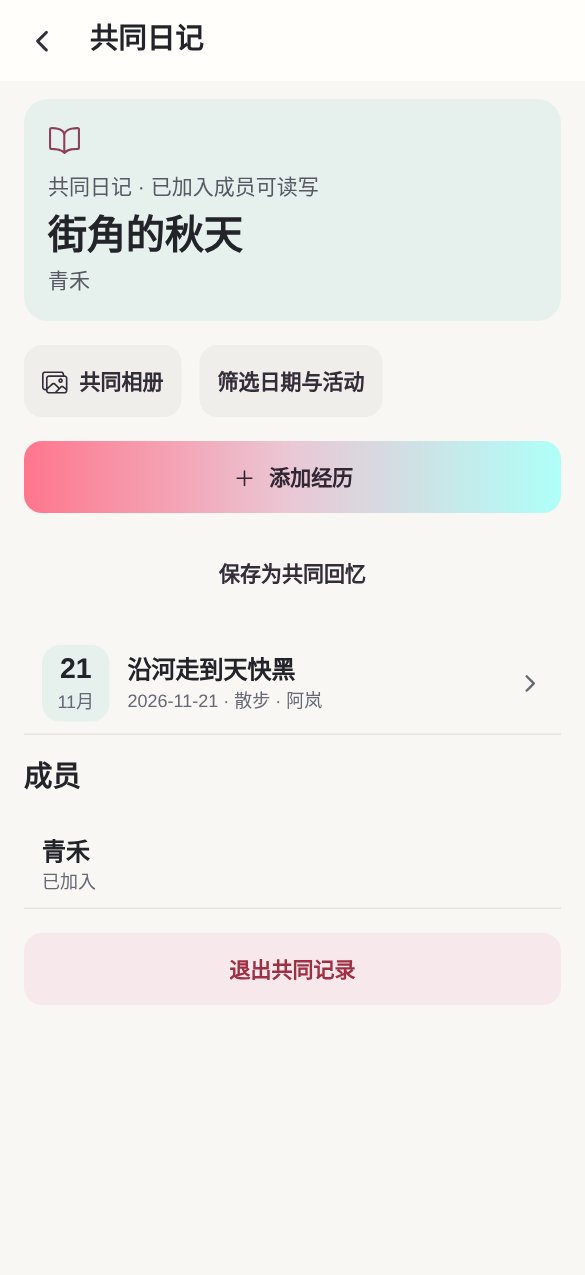 共同日记
共同日记 · 已加入成员可读写
街角的秋天
青禾
共同相册
筛选日期与活动
添加经历
保存为共同回忆
21
11月
沿河走到天快黑
2026-11-21 · 散步 · 阿岚
成员
青禾
已加入
退出共同记录